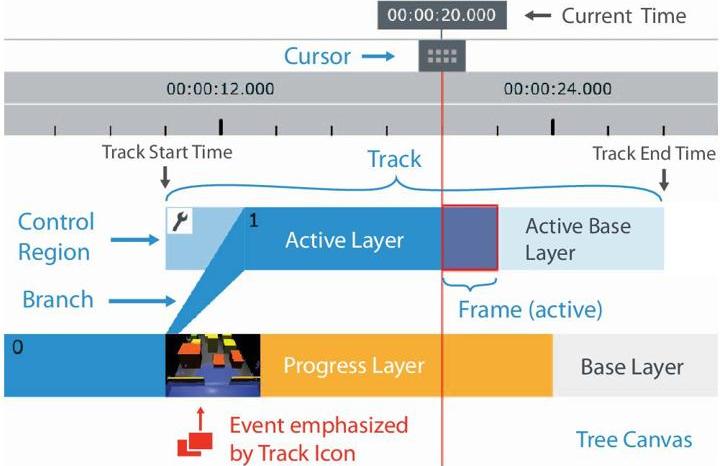 00:00:20.000
Current Time
Cursor
00:00:12.000
00:00:24.000
Track Start Time
Track
Track End Time
Control
Region
1
Active Layer
Active Base
Layer
Branch
Frame (active)
0
Progress Layer
Base Layer
Event emphasized
by Track Icon
Tree Canvas